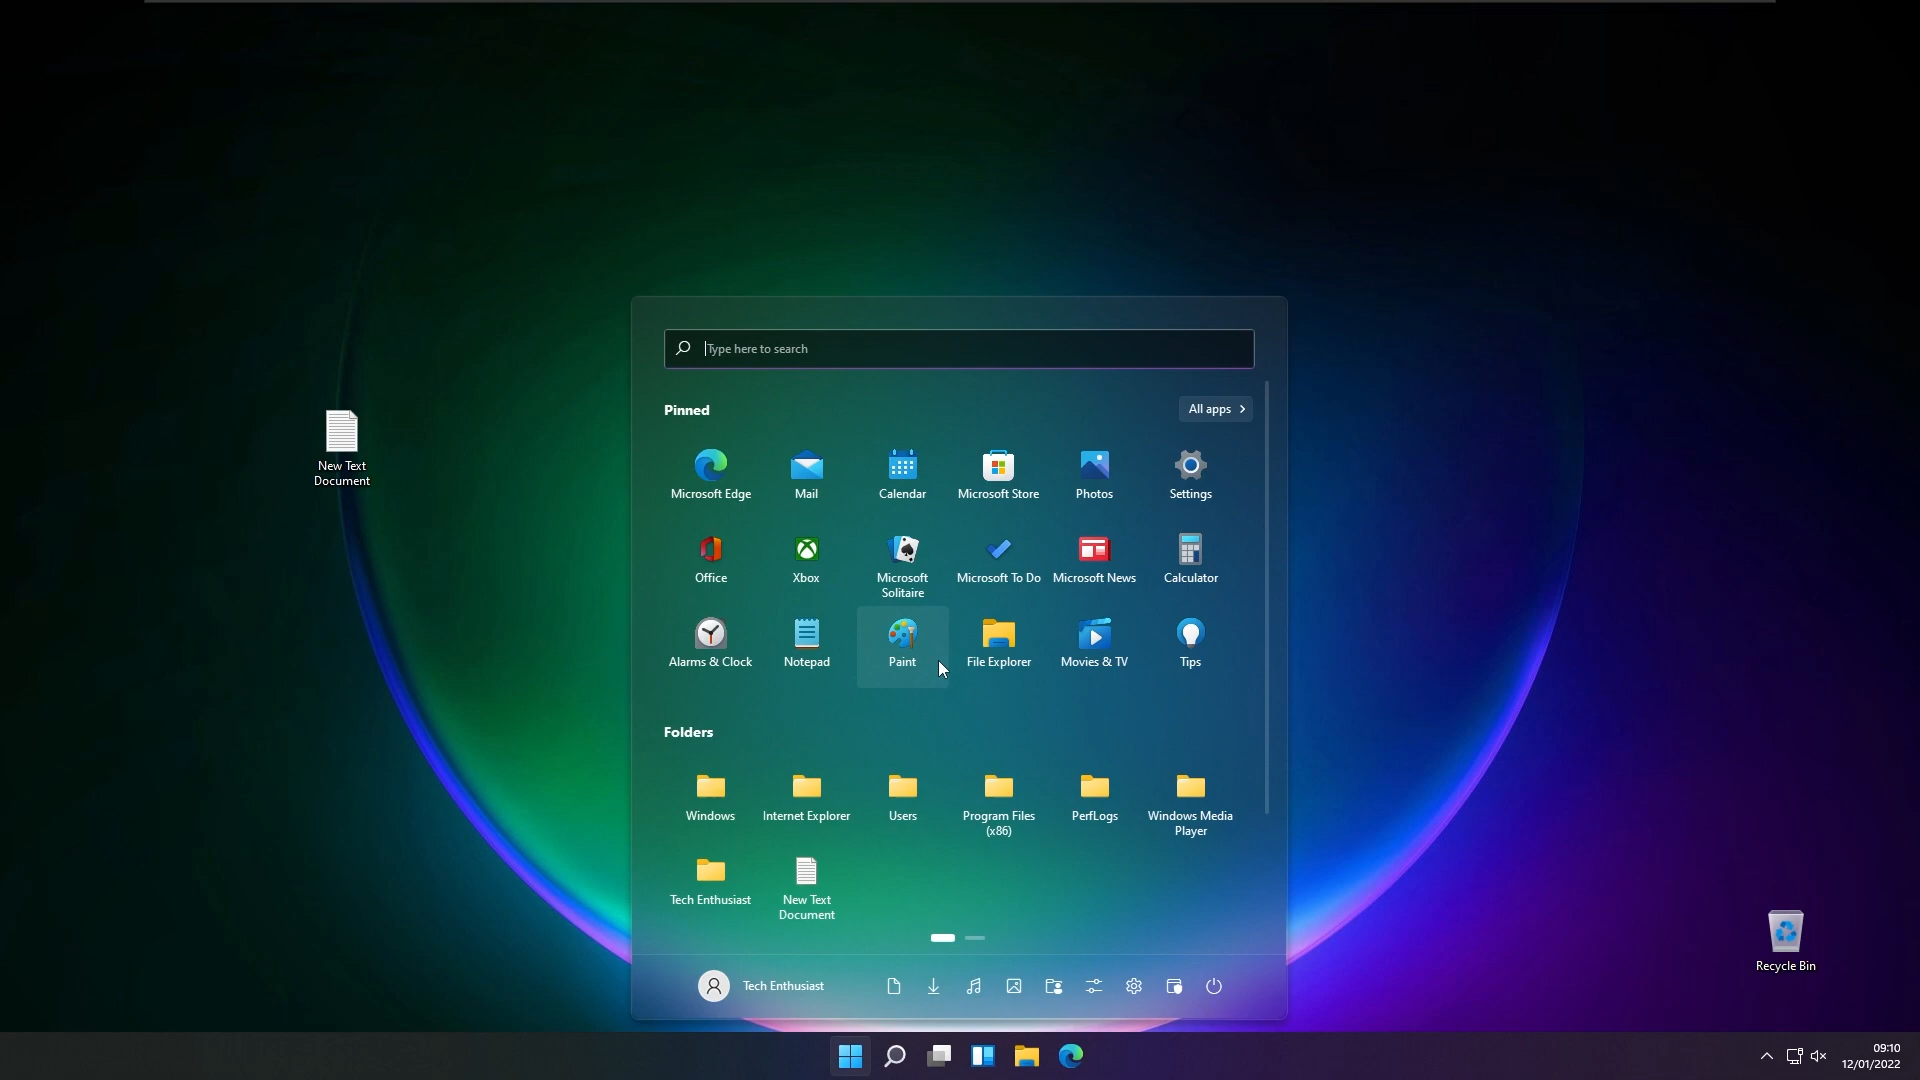 Type here to search
Pinned
All apps
New Text
Document
Microsoft Edge
Mail
Calendar
Microsoft Store
Photos
Settings
Office
Xbox
Microsoft
Solitaire
Microsoft To Do
Microsoft News
Calculator
Alarms & Clock
Notepad
Paint
File Explorer
Movies & TV
Tips
Folders
Windows
Internet Explorer
Users
Program Files
(x86)
PerfLogs
Windows Media
Player
Tech Enthusiast
New Text
Document
Recycle Bin
Tech Enthusiast
09:10
12/01/2022